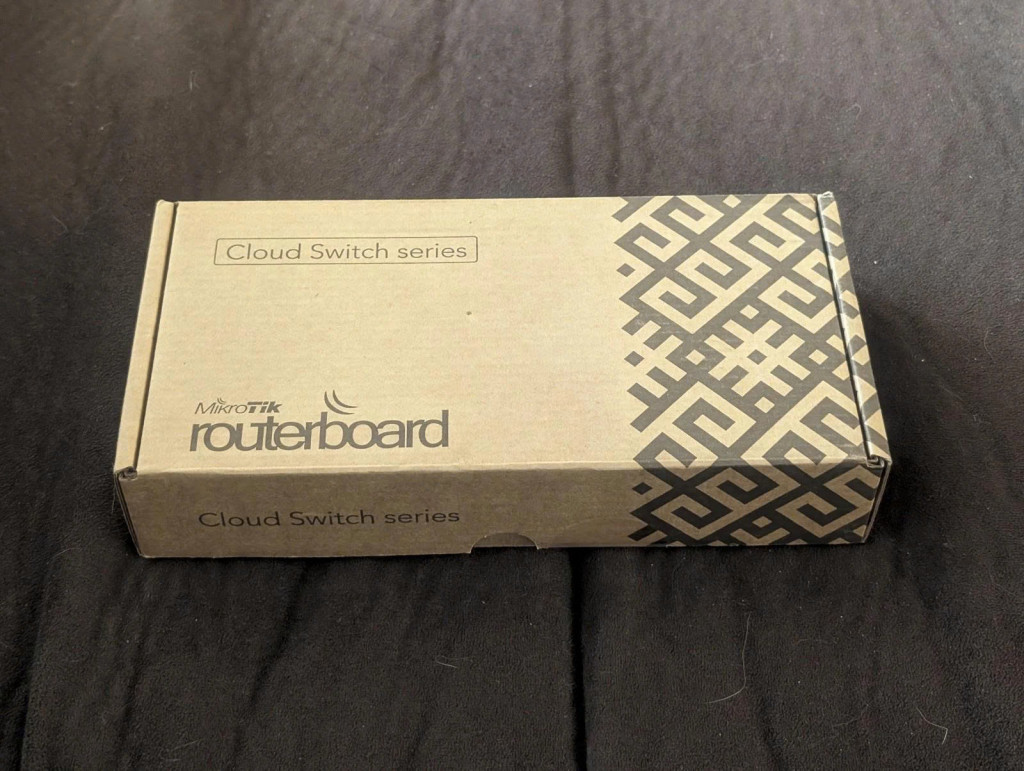 Cloud Switch series
MikroTik
routerboard
Cloud Switch series